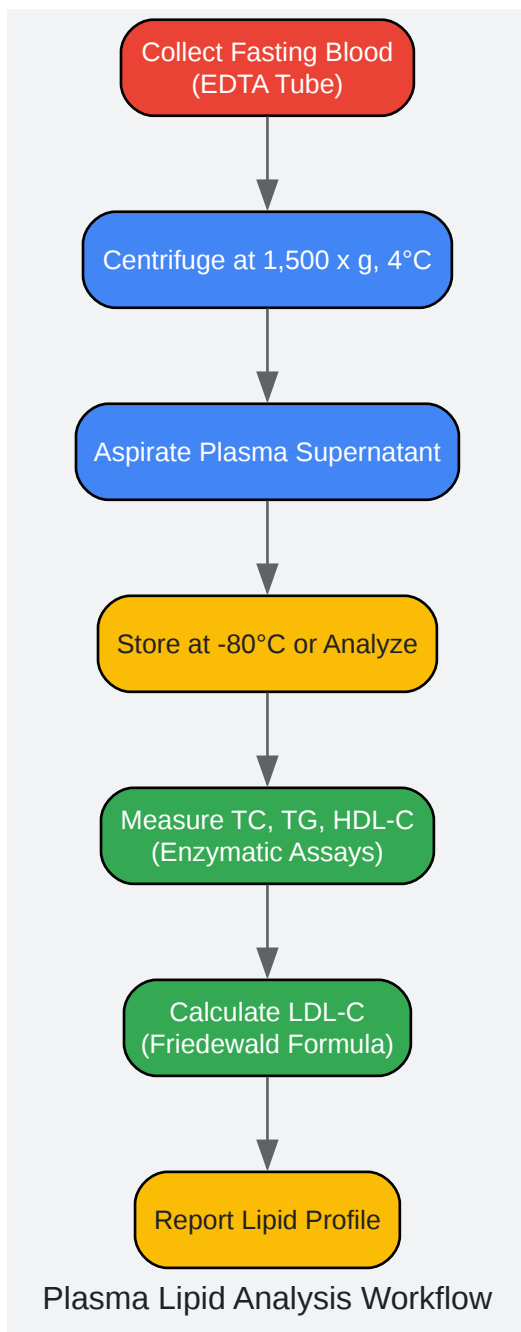 Collect Fasting Blood
(EDTA Tube)
Centrifuge at 1,500 x g, 4°C
Aspirate Plasma Supernatant
Store at -80°C or Analyze
Measure TC, TG, HDL-C
(Enzymatic Assays)
Calculate LDL-C
(Friedewald Formula)
Report Lipid Profile
Plasma Lipid Analysis Workflow